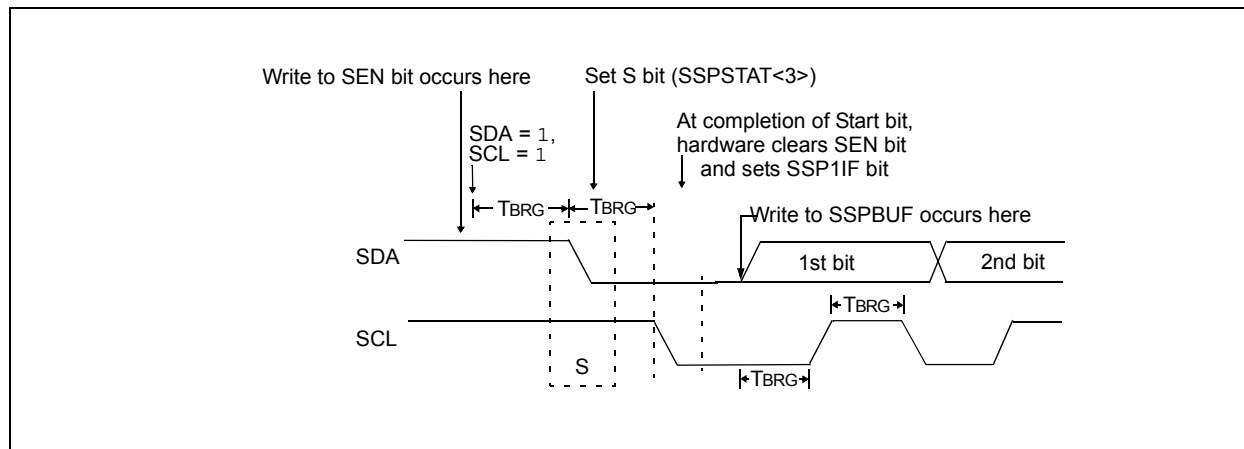 Write to SEN bit occurs here
Set S bit (SSPSTAT<3>)
SDA = 1,
SCL = 1
At completion of Start bit,
hardware clears SEN bit
and sets SSP1IF bit
TBRG
TBRG
Write to SSPBUF occurs here
SDA
1st bit
2nd bit
TBRG
SCL
S
TBRG